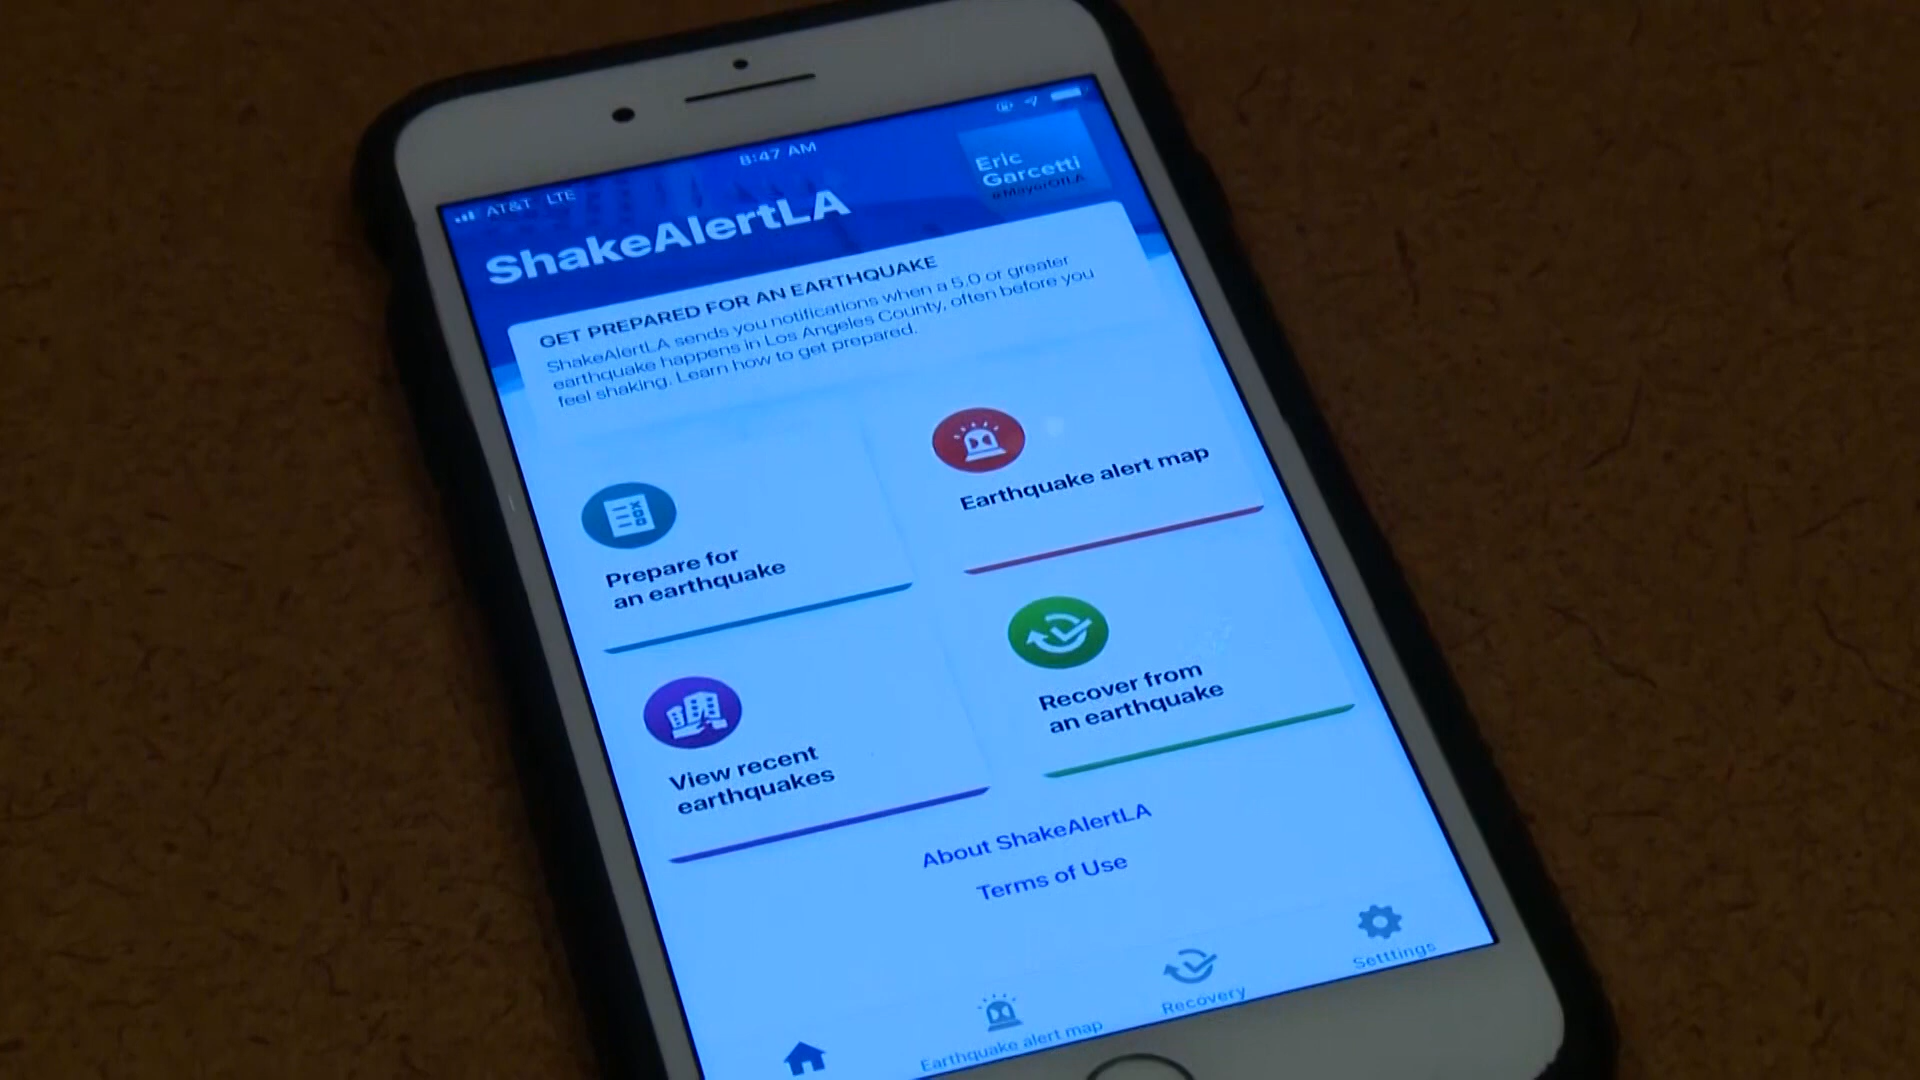 8:47 AM
AT&T LTE
ShakeAlertLA
Eric
Garcetti
@MayorOfLA
GET PREPARED FOR AN EARTHQUAKE
ShakeAlertLA sends you notifications when a 5.0 or greater
earthquake happens in Los Angeles County, often before you
feel shaking. Learn how to get prepared.
Prepare for
an earthquake
Earthquake alert map
View recent
earthquakes
Recover from
an earthquake
About ShakeAlertLA
Terms of Use
Earthquake alert map
Recovery
Setttings